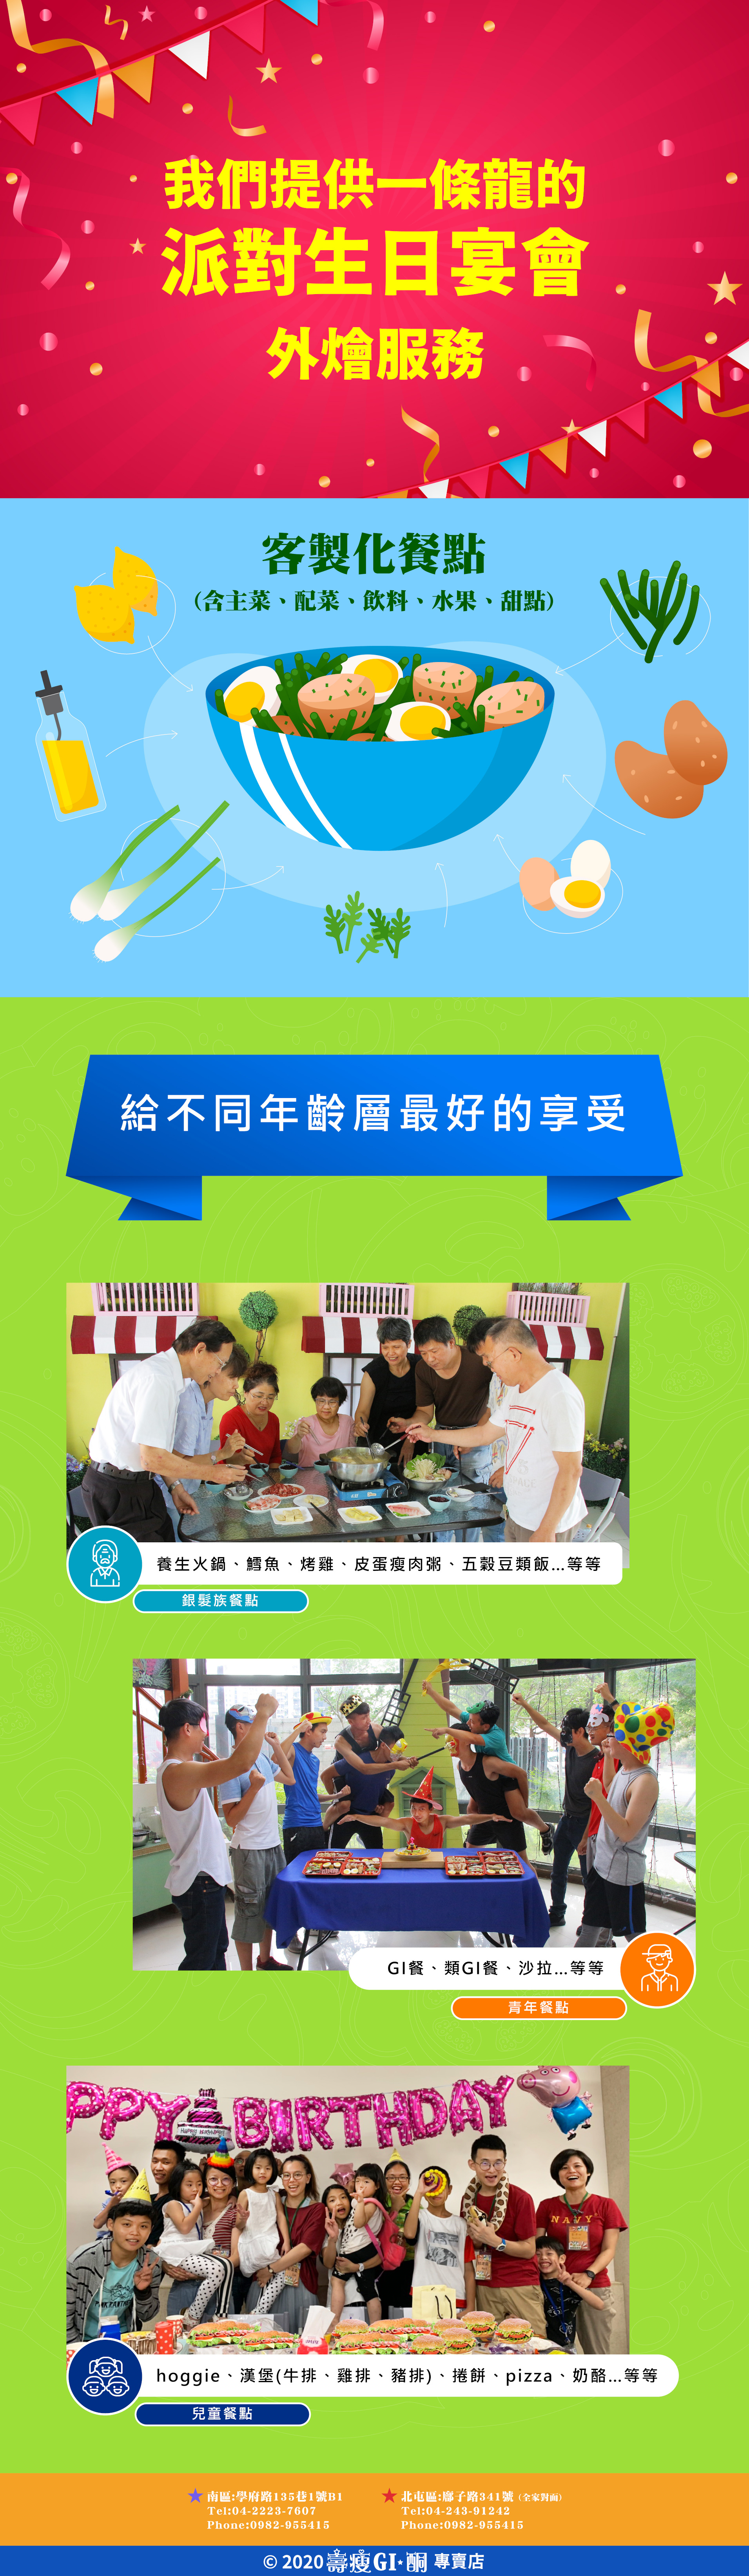 我們提供一條龍的
派對生日宴會
外燴服務
客製化餐點
(含主菜、配菜、飲料、水果、甜點)
給不同年齡層最好的享受
養生火鍋、鱈魚、烤雞、皮蛋瘦肉粥、五穀豆類飯...等等
銀髮族餐點
GI餐、類GI餐、沙拉...等等
青年餐點
PPY BIRTHDAY
NAVY
hoggie、漢堡(牛排、雞排、豬排)、捲餅、pizza、奶酪...等等
兒童餐點
南區:學府路135巷1號B1
Tel:04-2223-7607
Phone:0982-955415
北屯區:廍子路341號(全家對面)
Tel:04-243-91242
Phone:0982-955415
© 2020壽瘦GI·酮 專賣店